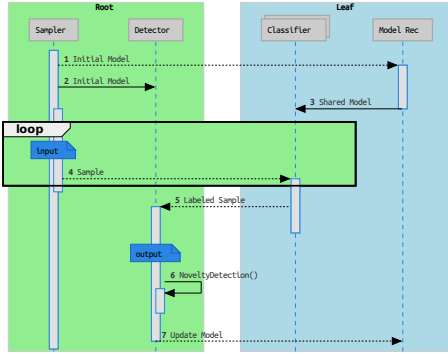 Root
Leaf
Sampler
Detector
Classifier
Model Rec
1 Initial Model
2 Initial Model
3 Shared Model
loop
input
4 Sample
5 Labeled Sample
output
6 NoveltyDetection()
7 Update Model